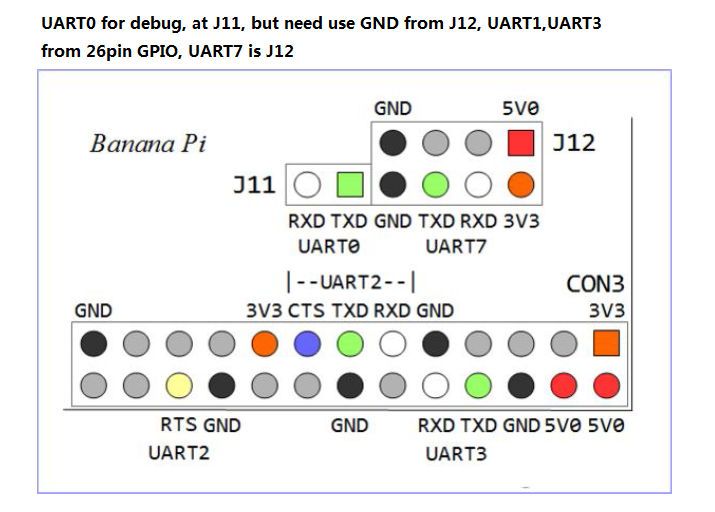 UART0 for debug, at J11, but need use GND from J12, UART1,UART3
from 26pin GPIO, UART7 is J12
GND 5V0
Banana Pi J12
J11
RXD TXD GND TXD RXD 3V3
UART0 UART7
|--UART2--| CON3
GND 3V3 CTS TXD RXD GND 3V3
RTS GND GND RXD TXD GND 5V0 5V0
UART2 UART3